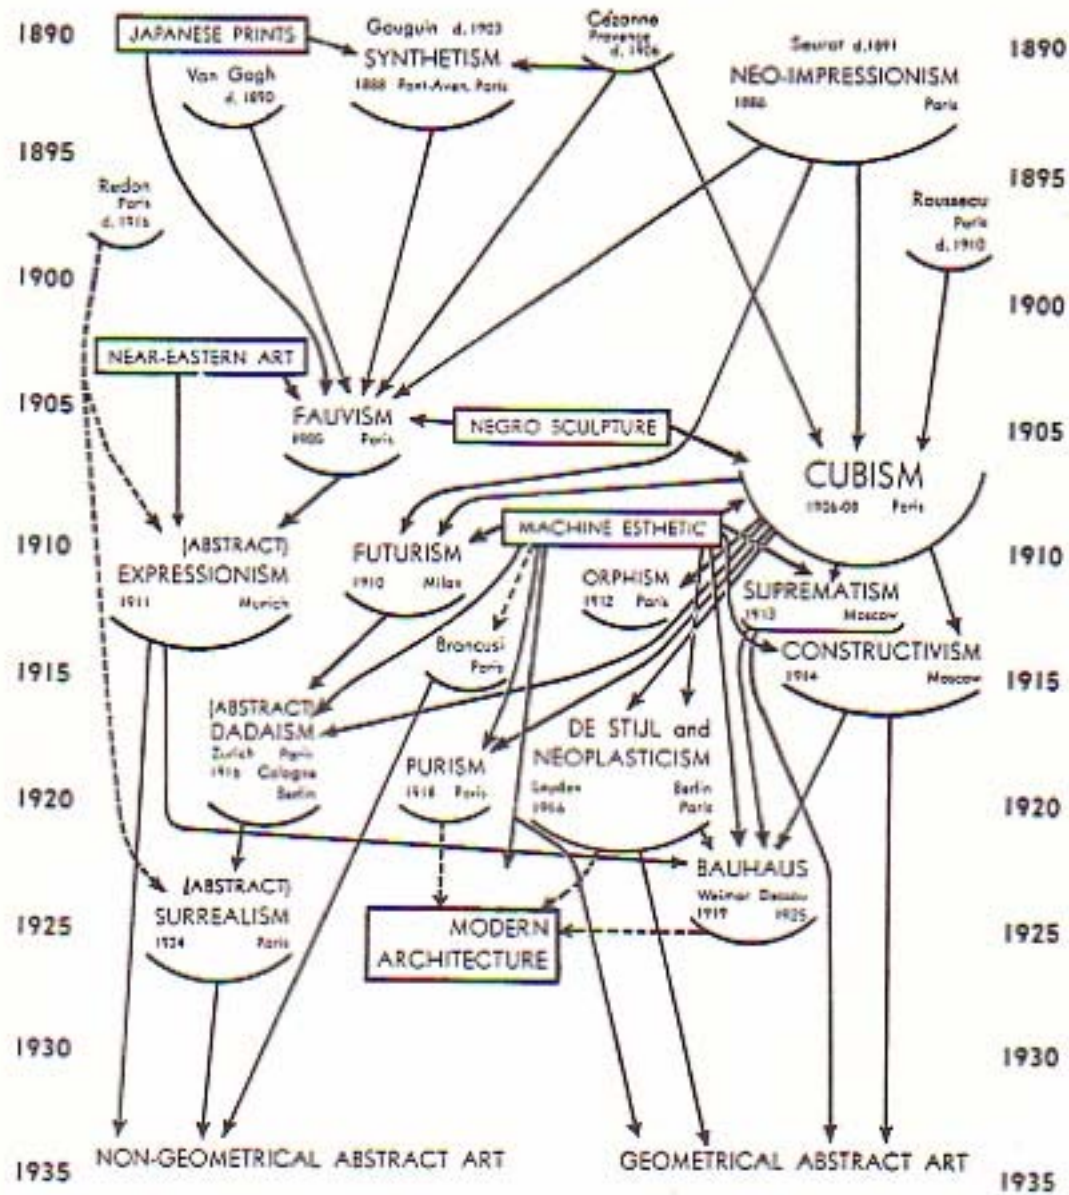 1890
JAPANESE PRINTS
Gauguin d. 1903
SYNTHETISM
1888 Pont-Aven, Paris
Cézanne
Provence
d. 1906
Seurat d.1891
NEO-IMPRESSIONISM
1886 Paris
1890
Van Gogh
d. 1890
1895
1895
Redon
Paris
d. 1916
Rousseau
Paris
d. 1910
1900
1900
NEAR-EASTERN ART
1905
FAUVISM
1905 Paris
NEGRO SCULPTURE
1905
CUBISM
1906-08 Paris
1910
(ABSTRACT)
EXPRESSIONISM
1911 Munich
FUTURISM
1910 Milan
MACHINE ESTHETIC
ORPHISM
1912 Paris
SUPREMATISM
1913 Moscow
1910
Brancusi
Paris
CONSTRUCTIVISM
1914 Moscow
1915
1915
(ABSTRACT)
DADAISM
Zurich Paris
1916 Cologne
Berlin
PURISM
1918 Paris
DE STIJL and
NEOPLASTICISM
Leyden Berlin
1916 Paris
1920
1920
(ABSTRACT)
SURREALISM
1924 Paris
BAUHAUS
Weimar Dessau
1919 1925
1925
MODERN
ARCHITECTURE
1925
1930
1930
1935
NON-GEOMETRICAL ABSTRACT ART
GEOMETRICAL ABSTRACT ART
1935